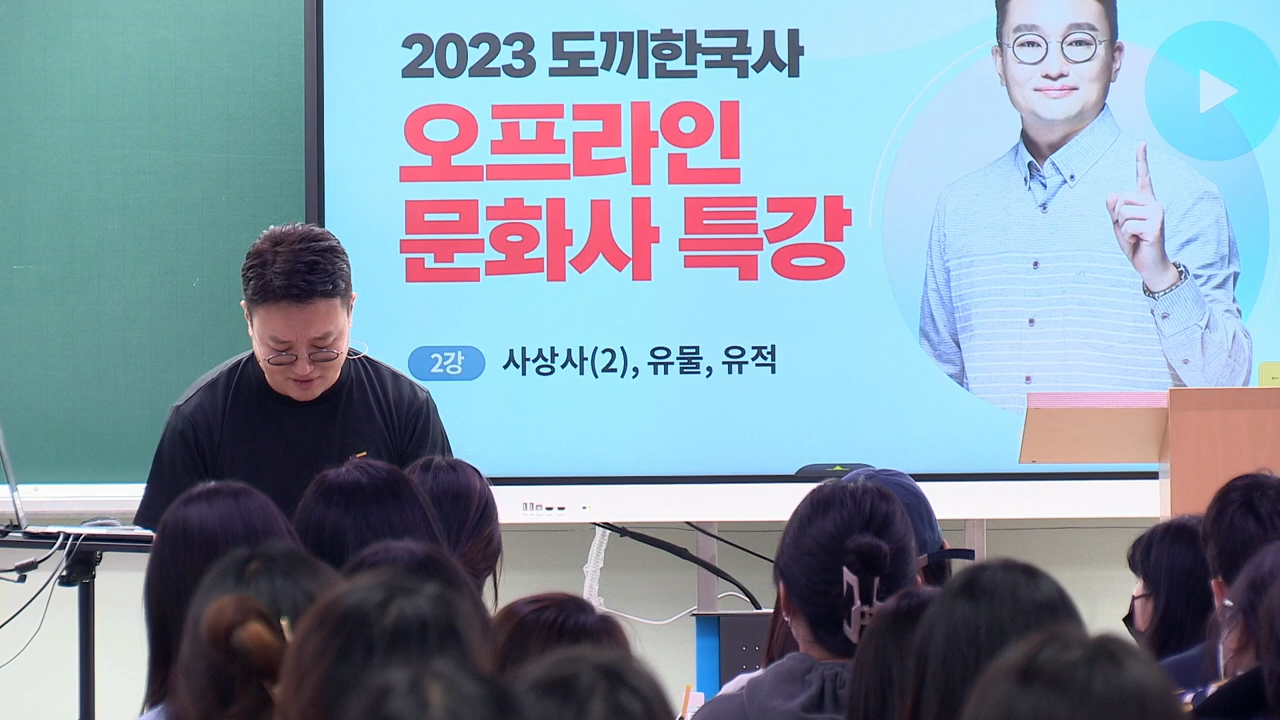 2023 도끼한국사
오프라인
문화사 특강
2강 사상사(2), 유물, 유적